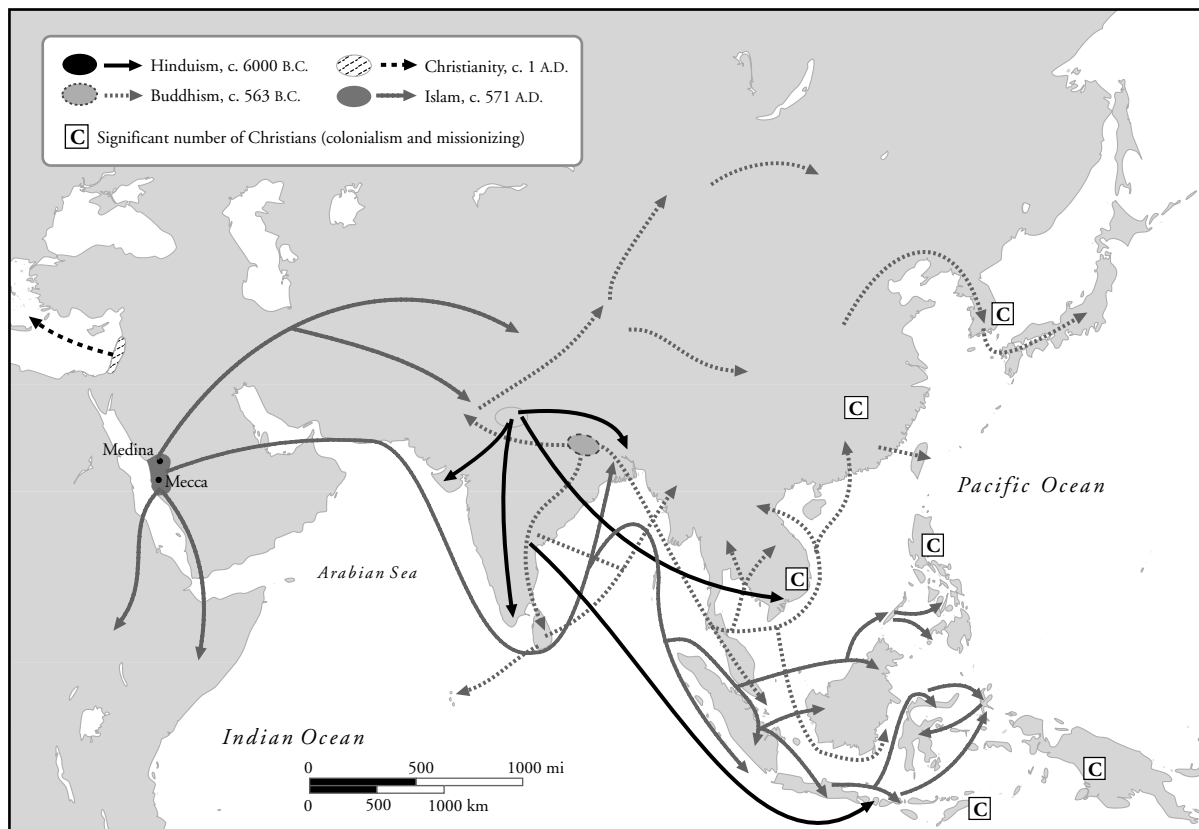 Hinduism, c. 6000 B.C.
Christianity, c. 1 A.D.
Buddhism, c. 563 B.C.
Islam, c. 571 A.D.
C Significant number of Christians (colonialism and missionizing)
C
C
Medina
Mecca
Pacific Ocean
C
Arabian Sea
C
Indian Ocean
0 500 1000 mi
0 500 1000 km
C
C